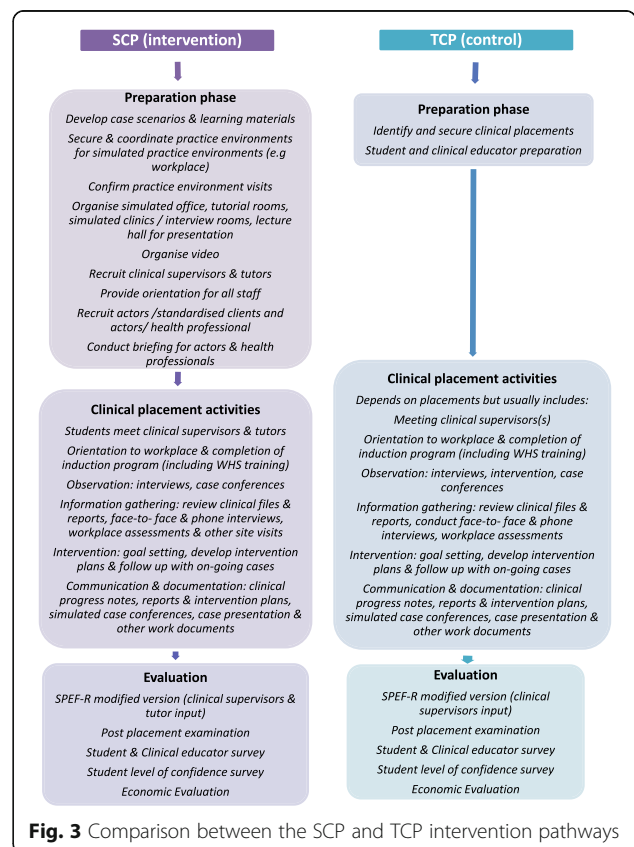 SCP (intervention)
Preparation phase
Develop case scenarios & learning materials
Secure & coordinate practice environments
for simulated practice environments (e.g
workplace)
Confirm practice environment visits
Organise simulated office, tutorial rooms,
simulated clinics / interview rooms, lecture
hall for presentation
Organise video
Recruit clinical supervisors & tutors
Provide orientation for all staff
Recruit actors /standardised clients and
actors/ health professional
Conduct briefing for actors & health
professionals
Clinical placement activities
Students meet clinical supervisors & tutors
Orientation to workplace & completion of
induction program (including WHS training)
Observation: interviews, case conferences
Information gathering: review clinical files &
reports, face-to- face & phone interviews,
workplace assessments & other site visits
Intervention: goal setting, develop intervention
plans & follow up with on-going cases
Communication & documentation: clinical
progress notes, reports & intervention plans,
simulated case conferences, case presentation &
other work documents
Evaluation
SPEF-R modified version (clinical supervisors &
tutor input)
Post placement examination
Student & Clinical educator survey
Student level of confidence survey
Economic Evaluation
TCP (control)
Preparation phase
Identify and secure clinical placements
Student and clinical educator preparation
Clinical placement activities
Depends on placements but usually includes:
Meeting clinical supervisors(s)
Orientation to workplace & completion of
induction program (including WHS training)
Observation: interviews, intervention, case
conferences
Information gathering: review clinical files &
reports, conduct face-to- face & phone
interviews, workplace assessments
Intervention: goal setting, develop intervention
plans & follow up with on-going cases
Communication & documentation: clinical
progress notes, reports & intervention plans,
simulated case conferences, case presentation &
other work documents
Evaluation
SPEF-R modified version (clinical
supervisors input)
Post placement examination
Student & Clinical educator survey
Student level of confidence survey
Economic Evaluation
Fig. 3 Comparison between the SCP and TCP intervention pathways